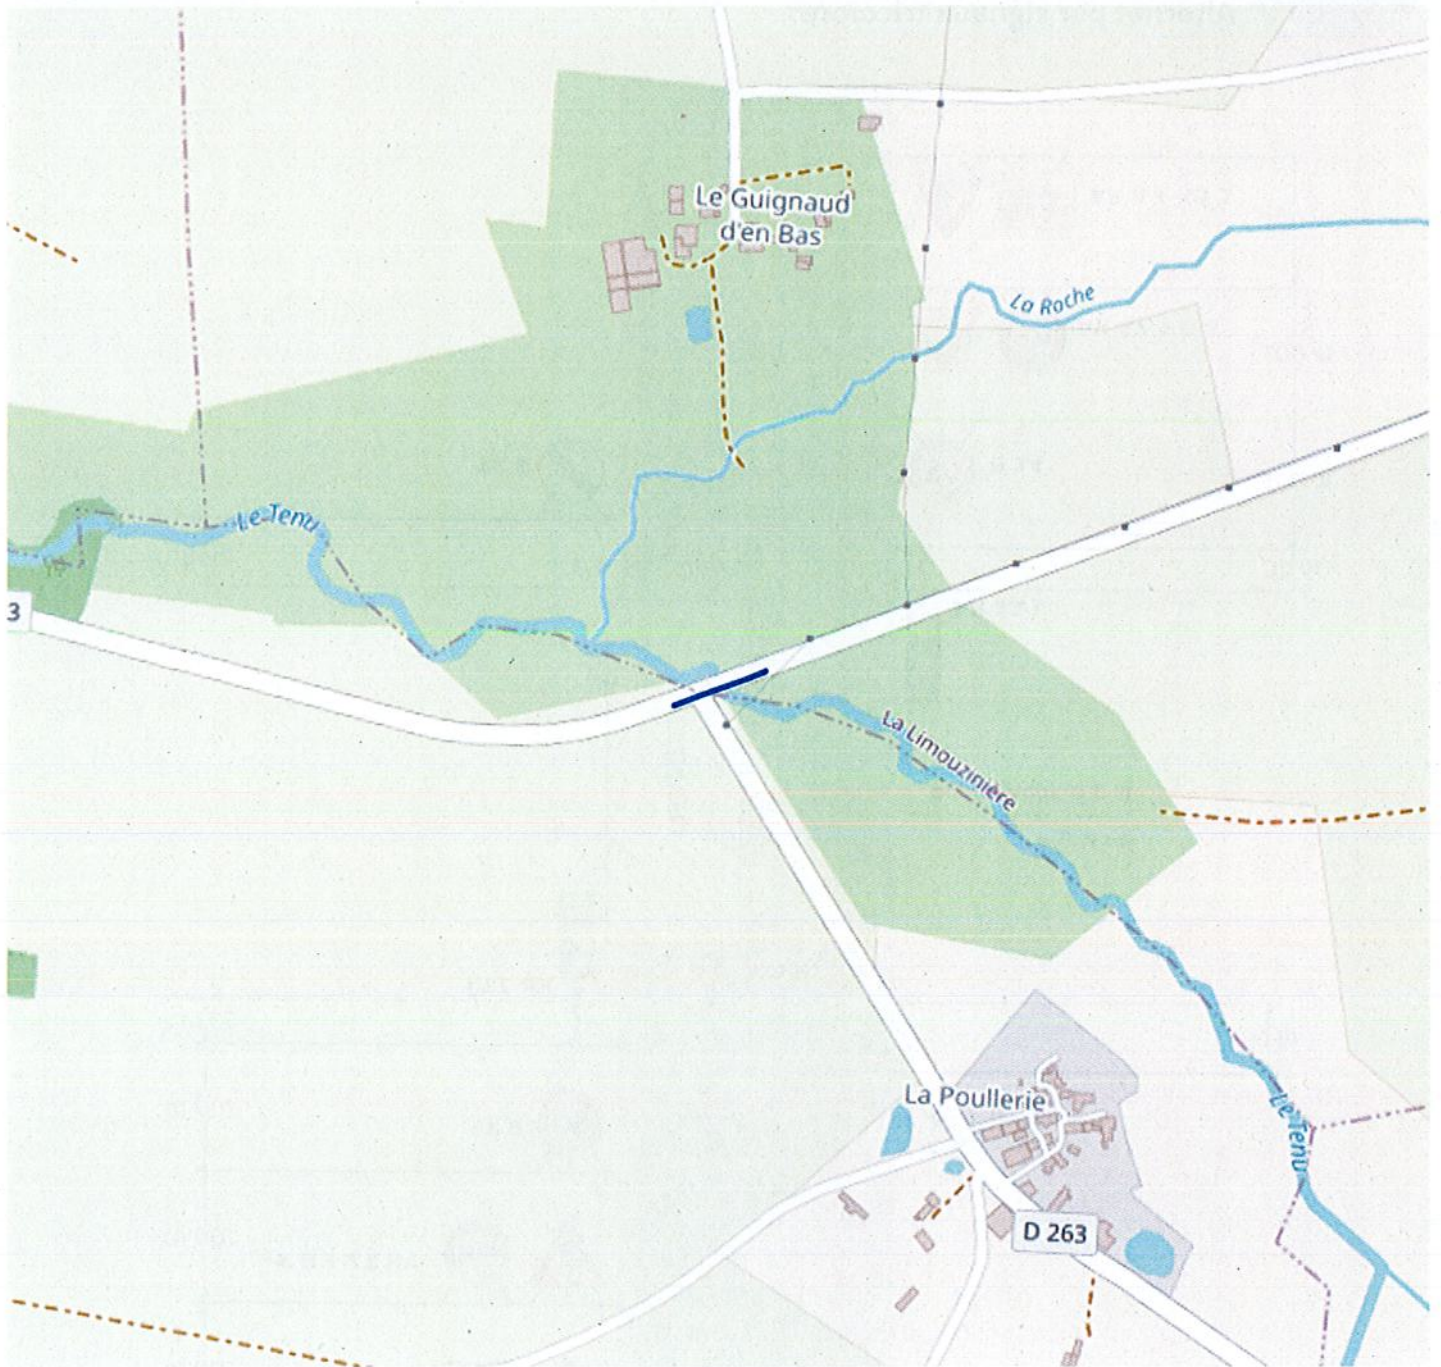 Le Guignaud
d'en Bas
La Roche
Le Tenu
3
La Limouzinière
La Poullerie
Le Tenu
D 263